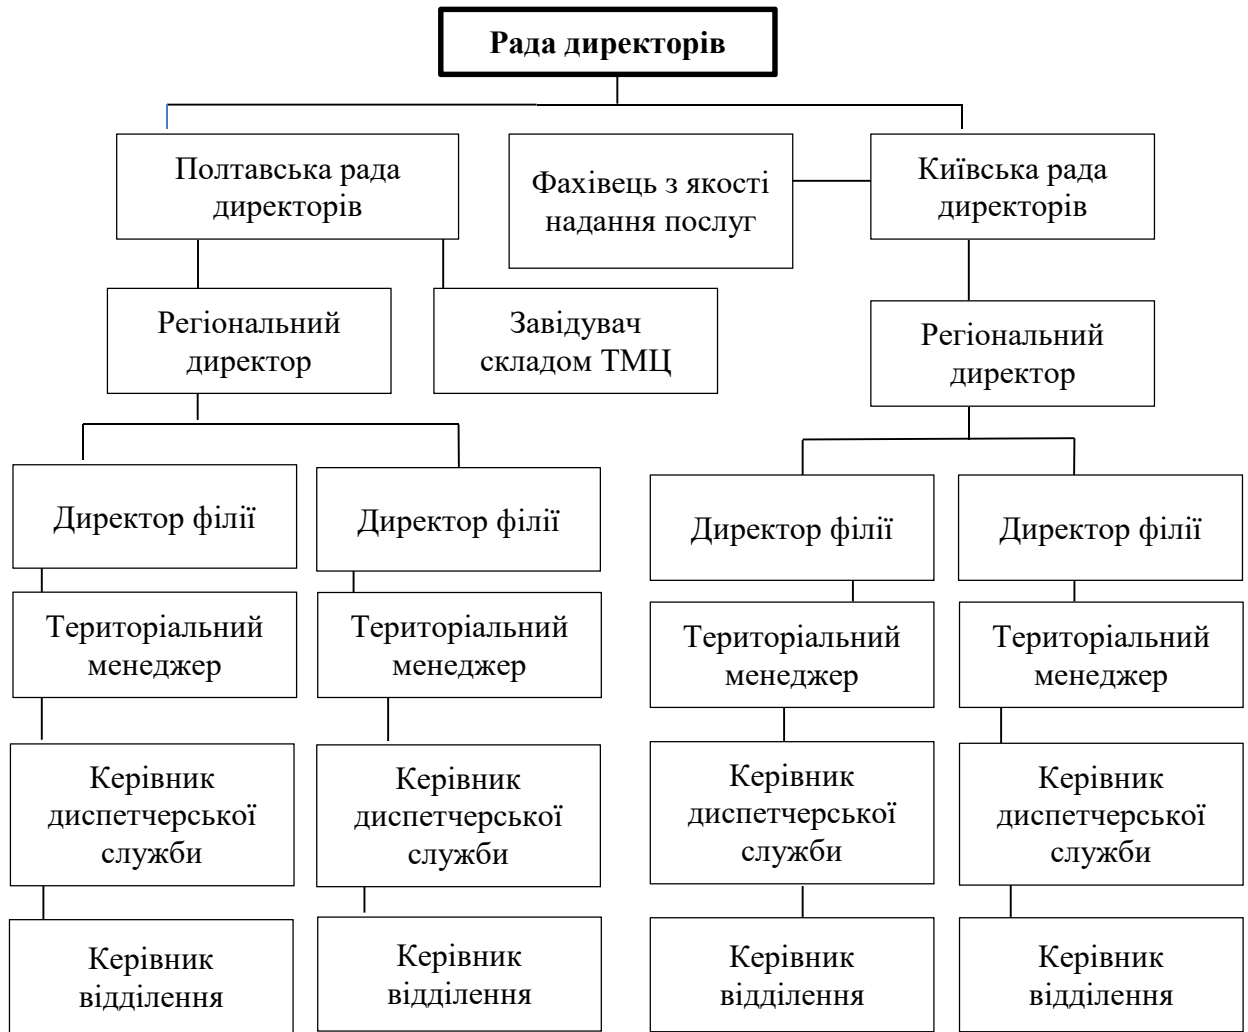 Рада директорів
Полтавська рада
директорів
Фахівець з якості
надання послуг
Київська рада
директорів
Регіональний
директор
Завідувач
складом ТМЦ
Регіональний
директор
Директор філії
Директор філії
Директор філії
Директор філії
Територіальний
менеджер
Територіальний
менеджер
Територіальний
менеджер
Територіальний
менеджер
Керівник
диспетчерської
служби
Керівник
диспетчерської
служби
Керівник
диспетчерської
служби
Керівник
диспетчерської
служби
Керівник
відділення
Керівник
відділення
Керівник
відділення
Керівник
відділення